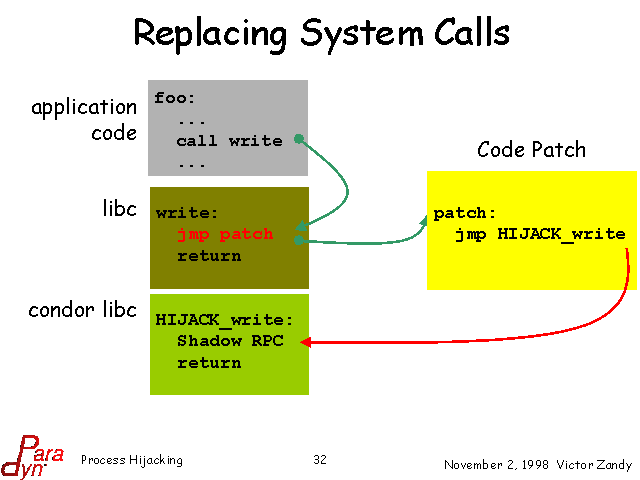 Replacing System Calls
application
code
foo:
...
call write
...
Code Patch
libc
write:
jmp patch
return
patch:
jmp HIJACK_write
condor libc
HIJACK_write:
Shadow RPC
return
Para
dyn
Process Hijacking
32
November 2, 1998 Victor Zandy